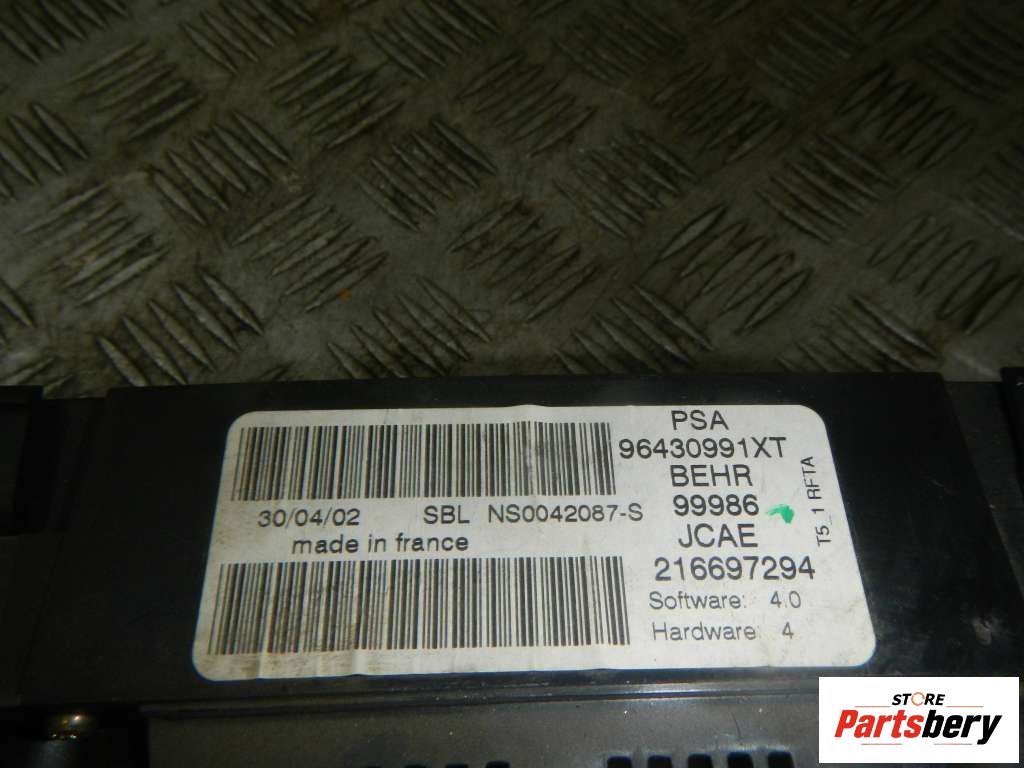 PSA
96430991XT
BEHR
99986
JCAE
216697294
Software: 4.0
Hardware: 4
T5_1 RFTA
30/04/02 SBL NS0042087-S
made in france
STORE
Partsbery